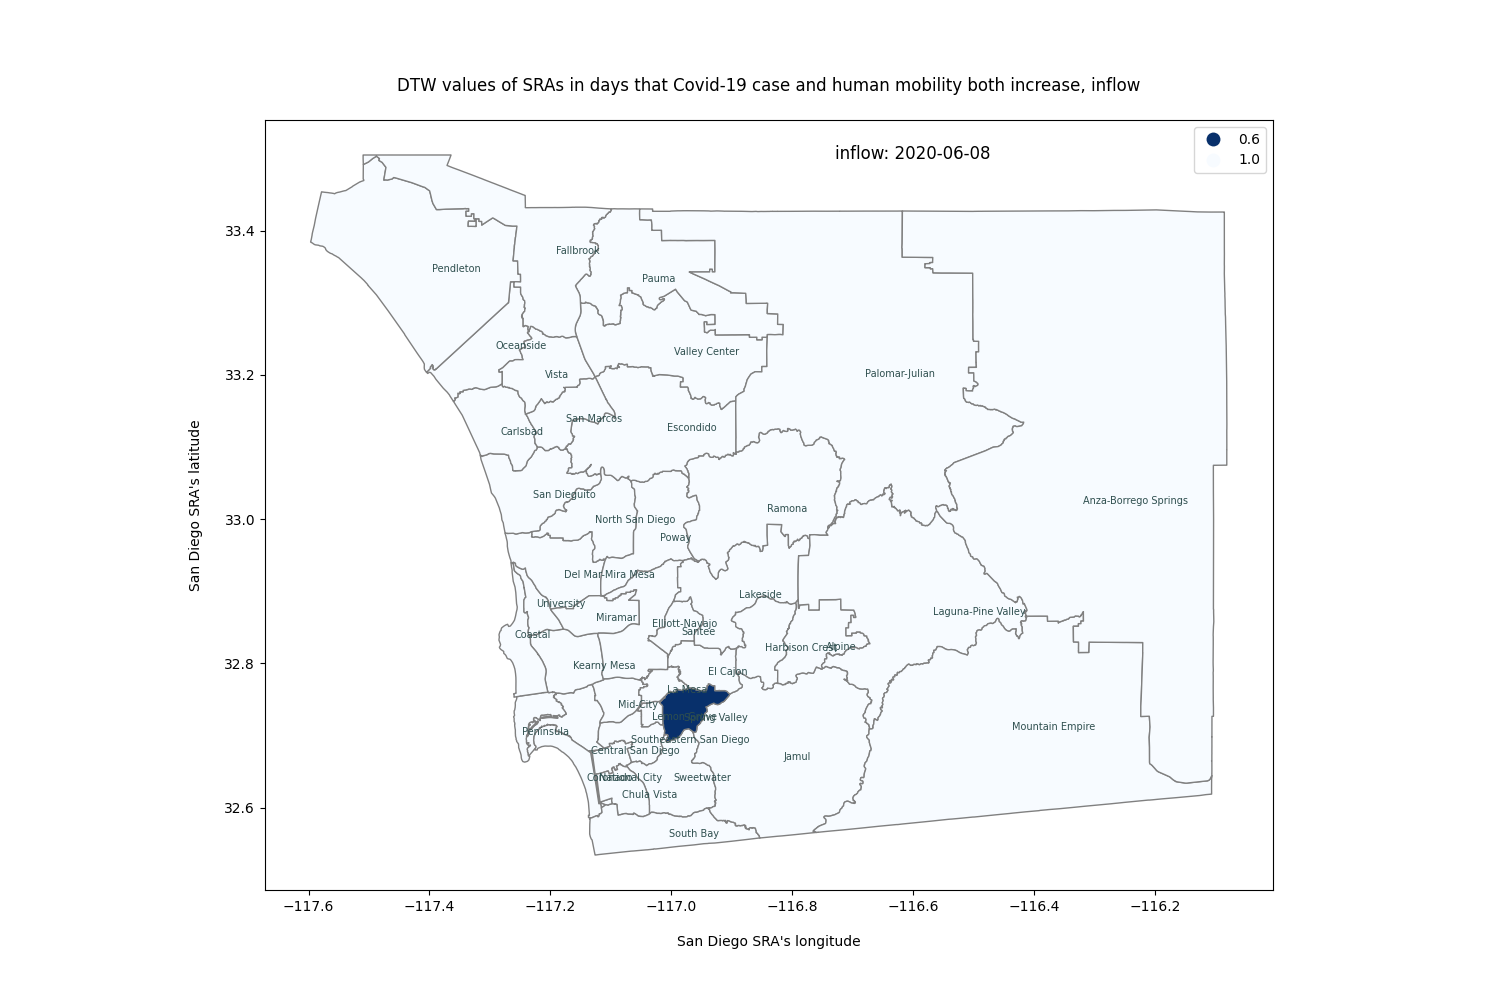 DTW values of SRAs in days that Covid-19 case and human mobility both increase, inflow
inflow: 2020-06-08
0.6
1.0
33.4
33.2
33.0
32.8
32.6
San Diego SRA's latitude
Fallbrook
Pendleton
Pauma
Oceanside
Valley Center
Vista
Palomar-Julian
San Marcos
Carlsbad
Escondido
San Dieguito
Anza-Borrego Springs
Ramona
North San Diego
Poway
Del Mar-Mira Mesa
Lakeside
University
Miramar
Laguna-Pine Valley
Elliott-Navajo
Santee
Coastal
Harbison Crest
Alpine
Kearny Mesa
El Cajon
La Mesa
Mid-City
Lemon Grove
Spring Valley
Mountain Empire
Peninsula
Southeastern San Diego
Central San Diego
Jamul
Coronado
National City
Sweetwater
Chula Vista
South Bay
−117.6
−117.4
−117.2
−117.0
−116.8
−116.6
−116.4
−116.2
San Diego SRA's longitude